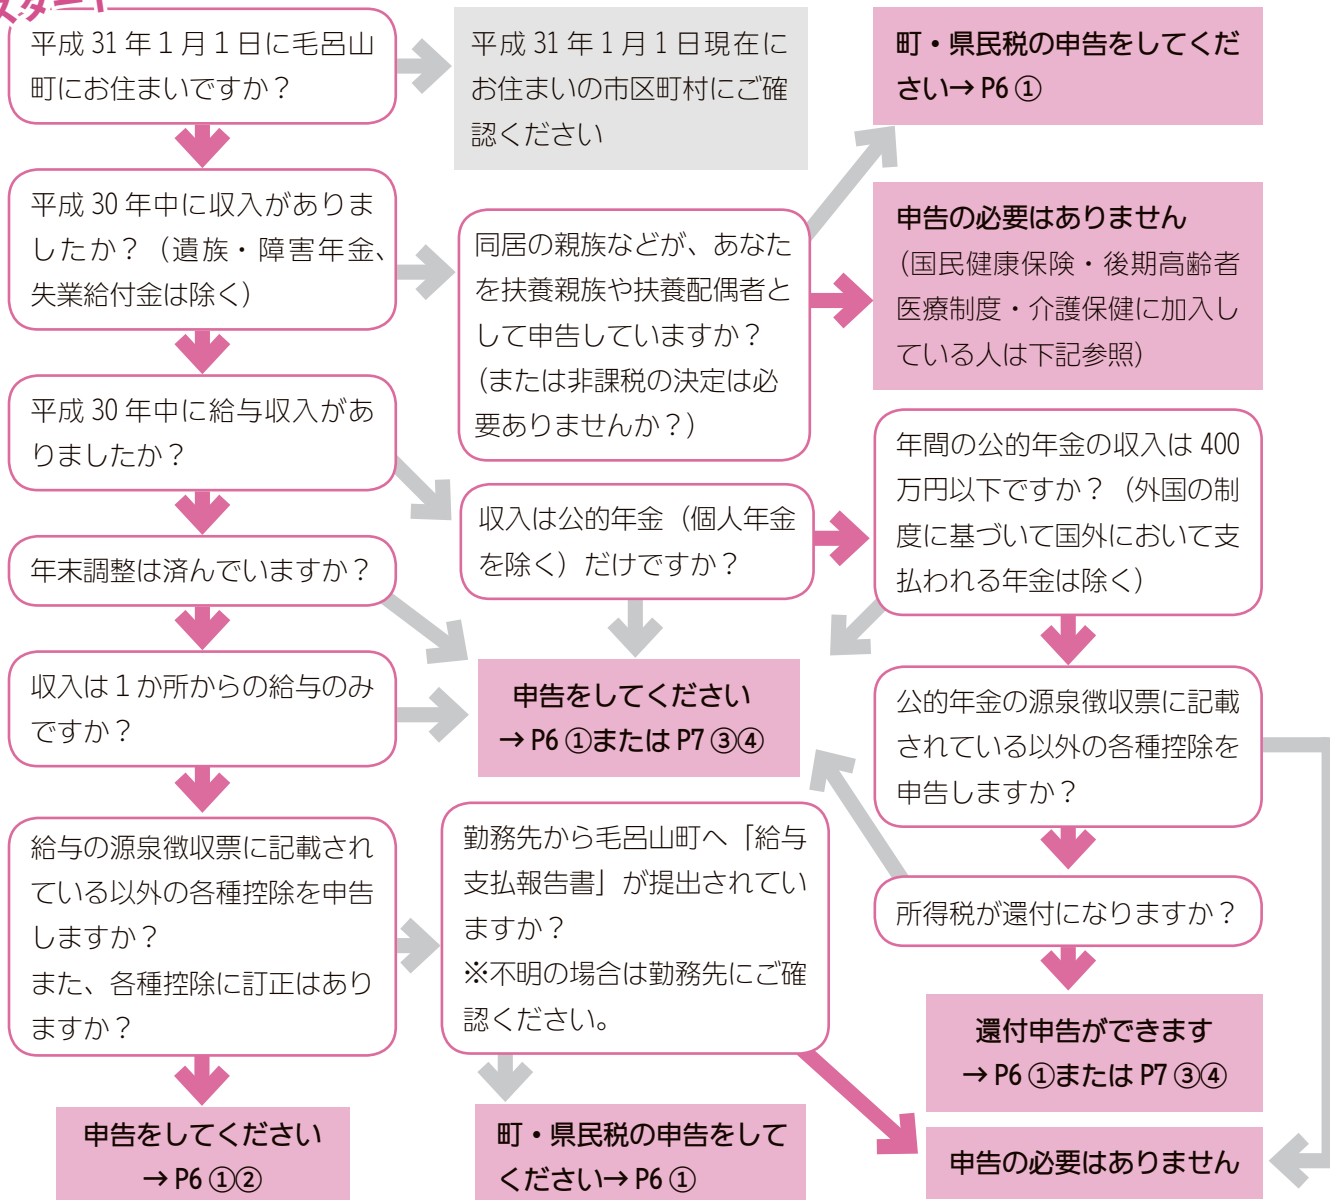 スタート
平成 31 年１月１日に毛呂山
町にお住まいですか？
平成 31 年１月１日現在に
お住まいの市区町村にご確
認ください
町・県民税の申告をしてくだ
さい→ P6 ①
平成 30 年中に収入がありま
したか？（遺族・障害年金、
失業給付金は除く）
同居の親族などが、あなた
を扶養親族や扶養配偶者と
して申告していますか？
（または非課税の決定は必
要ありませんか？）
申告の必要はありません
（国民健康保険・後期高齢者
医療制度・介護保健に加入し
ている人は下記参照）
平成 30 年中に給与収入があ
りましたか？
収入は公的年金（個人年金
を除く）だけですか？
年間の公的年金の収入は 400
万円以下ですか？（外国の制
度に基づいて国外において支
払われる年金は除く）
年末調整は済んでいますか？
収入は１か所からの給与のみ
ですか？
申告をしてください
→ P6 ①または P7 ③④
公的年金の源泉徴収票に記載
されている以外の各種控除を
申告しますか？
給与の源泉徴収票に記載され
ている以外の各種控除を申告
しますか？
また、各種控除に訂正はあり
ますか？
勤務先から毛呂山町へ「給与
支払報告書」が提出されてい
ますか？
※不明の場合は勤務先にご確
認ください。
所得税が還付になりますか？
還付申告ができます
→ P6 ①または P7 ③④
申告をしてください
→ P6 ①②
町・県民税の申告をして
ください→ P6 ①
申告の必要はありません